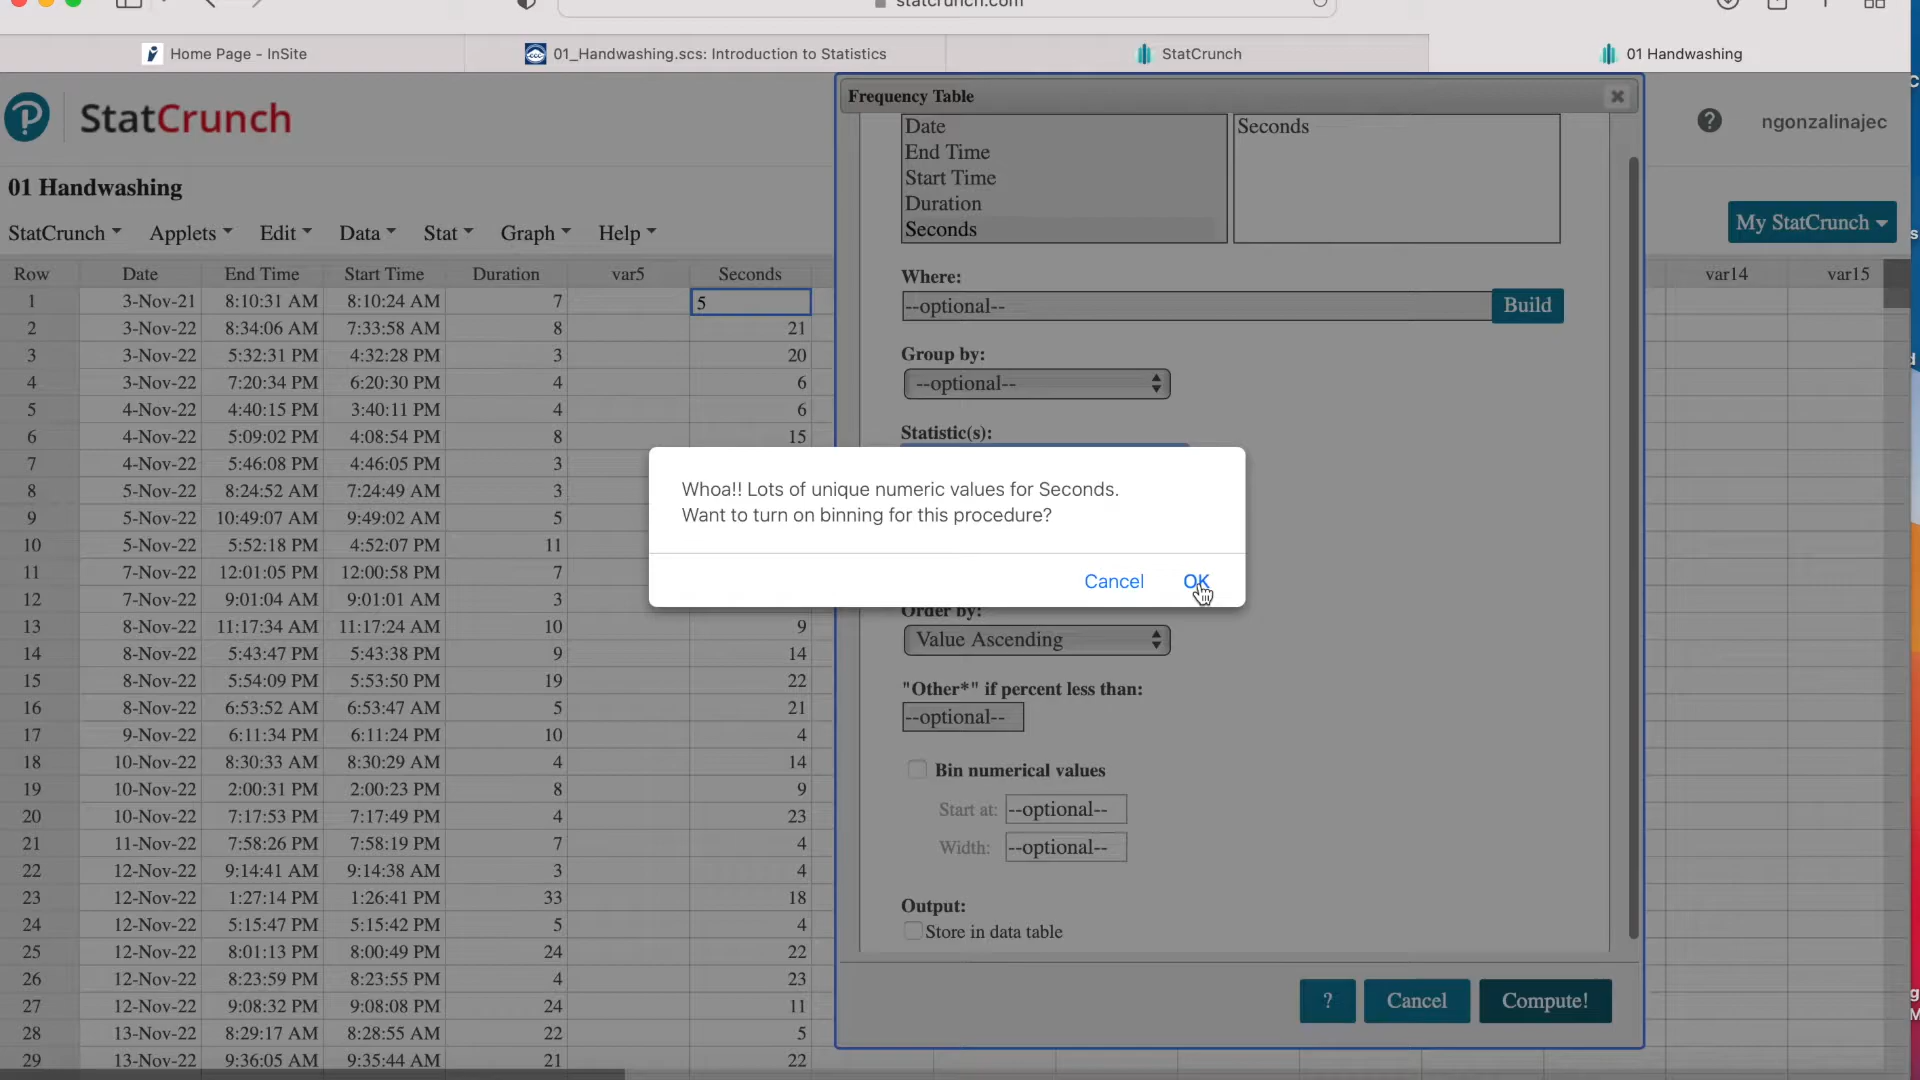 statcrunch.com
Home Page - InSite
01_Handwashing.scs: Introduction to Statistics
StatCrunch
01 Handwashing
P
StatCrunch
?
ngonzalinajec
01 Handwashing
StatCrunch Applets Edit Data Stat Graph Help
My StatCrunch
Row Date End Time Start Time Duration var5 Seconds var14 var15
1 3-Nov-21 8:10:31 AM 8:10:24 AM 7 5
2 3-Nov-22 8:34:06 AM 7:33:58 AM 8 21
3 3-Nov-22 5:32:31 PM 4:32:28 PM 3 20
4 3-Nov-22 7:20:34 PM 6:20:30 PM 4 6
5 4-Nov-22 4:40:15 PM 3:40:11 PM 4 6
6 4-Nov-22 5:09:02 PM 4:08:54 PM 8 15
7 4-Nov-22 5:46:08 PM 4:46:05 PM 3
8 5-Nov-22 8:24:52 AM 7:24:49 AM 3
9 5-Nov-22 10:49:07 AM 9:49:02 AM 5
10 5-Nov-22 5:52:18 PM 4:52:07 PM 11
11 7-Nov-22 12:01:05 PM 12:00:58 PM 7
12 7-Nov-22 9:01:04 AM 9:01:01 AM 3
13 8-Nov-22 11:17:34 AM 11:17:24 AM 10 9
14 8-Nov-22 5:43:47 PM 5:43:38 PM 9 14
15 8-Nov-22 5:54:09 PM 5:53:50 PM 19 22
16 8-Nov-22 6:53:52 AM 6:53:47 AM 5 21
17 9-Nov-22 6:11:34 PM 6:11:24 PM 10 4
18 10-Nov-22 8:30:33 AM 8:30:29 AM 4 14
19 10-Nov-22 2:00:31 PM 2:00:23 PM 8 9
20 10-Nov-22 7:17:53 PM 7:17:49 PM 4 23
21 11-Nov-22 7:58:26 PM 7:58:19 PM 7 4
22 12-Nov-22 9:14:41 AM 9:14:38 AM 3 4
23 12-Nov-22 1:27:14 PM 1:26:41 PM 33 18
24 12-Nov-22 5:15:47 PM 5:15:42 PM 5 4
25 12-Nov-22 8:01:13 PM 8:00:49 PM 24 22
26 12-Nov-22 8:23:59 PM 8:23:55 PM 4 23
27 12-Nov-22 9:08:32 PM 9:08:08 PM 24 11
28 13-Nov-22 8:29:17 AM 8:28:55 AM 22 5
29 13-Nov-22 9:36:05 AM 9:35:44 AM 21 22
Frequency Table
Date
End Time
Start Time
Duration
Seconds
Seconds
Where:
--optional-- Build
Group by:
--optional--
Statistic(s):
Whoa!! Lots of unique numeric values for Seconds.
Want to turn on binning for this procedure?
Cancel OK
Order by:
Value Ascending
"Other*" if percent less than:
--optional--
Bin numerical values
Start at: --optional--
Width: --optional--
Output:
Store in data table
? Cancel Compute!